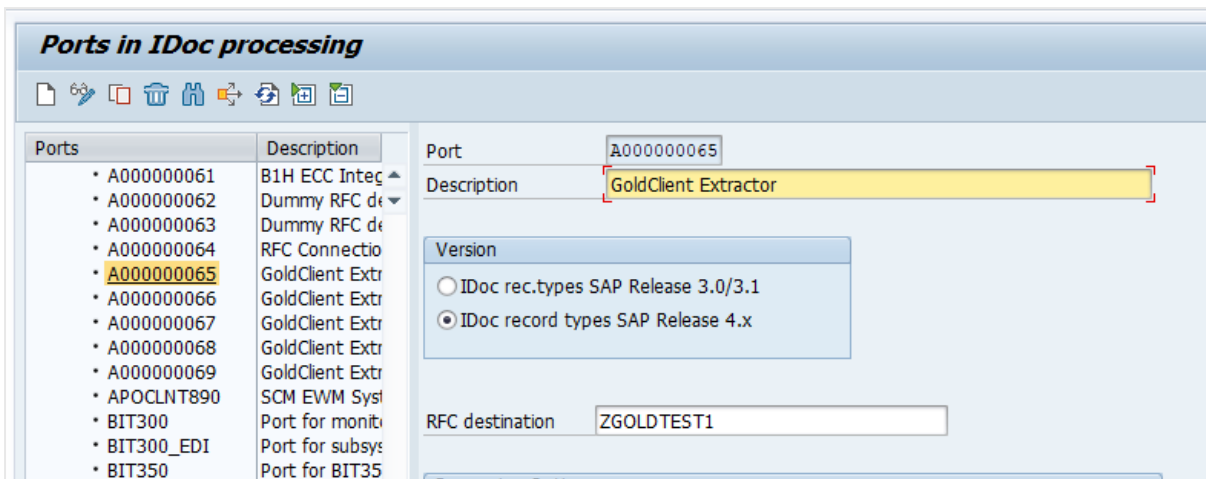 Ports in IDoc processing
Ports Description
A000000061 B1H ECC Integ
A000000062 Dummy RFC de
A000000063 Dummy RFC de
A000000064 RFC Connectio
A000000065 GoldClient Extr
A000000066 GoldClient Extr
A000000067 GoldClient Extr
A000000068 GoldClient Extr
A000000069 GoldClient Extr
APOCLNT890 SCM EWM Syst
BIT300 Port for monito
BIT300_EDI Port for subsys
BIT350 Port for BIT35
Port A000000065
Description GoldClient Extractor
Version
IDoc rec.types SAP Release 3.0/3.1
IDoc record types SAP Release 4.x
RFC destination ZGOLDTEST1